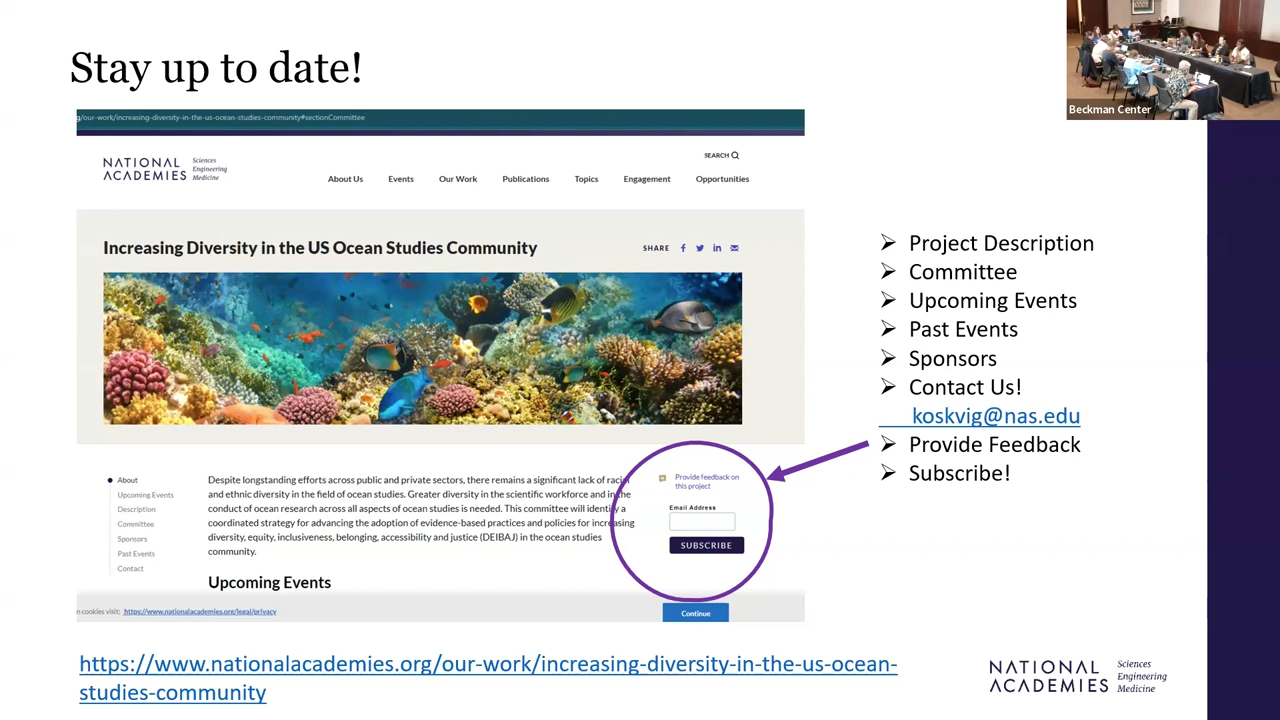 Stay up to date!
Beckman Center
g/our-work/increasing-diversity-in-the-us-ocean-studies-community#sectionCommittee
SEARCH
NATIONAL ACADEMIES
Sciences
Engineering
Medicine
About Us Events Our Work Publications Topics Engagement Opportunities
Increasing Diversity in the US Ocean Studies Community
SHARE
About
Upcoming Events
Description
Committee
Sponsors
Past Events
Contact
Despite longstanding efforts across public and private sectors, there remains a significant lack of racial
and ethnic diversity in the field of ocean studies. Greater diversity in the scientific workforce and in the
conduct of ocean research across all aspects of ocean studies is needed. This committee will identify a
coordinated strategy for advancing the adoption of evidence-based practices and policies for increasing
diversity, equity, inclusiveness, belonging, accessibility and justice (DEIBAJ) in the ocean studies
community.
Upcoming Events
Provide feedback on
this project
Email Address
SUBSCRIBE
n cookies visit: https://www.nationalacademies.org/legal/privacy
Continue
➢ Project Description
➢ Committee
➢ Upcoming Events
➢ Past Events
➢ Sponsors
➢ Contact Us!
koskvig@nas.edu
➢ Provide Feedback
➢ Subscribe!
https://www.nationalacademies.org/our-work/increasing-diversity-in-the-us-ocean-
studies-community
NATIONAL ACADEMIES
Sciences
Engineering
Medicine